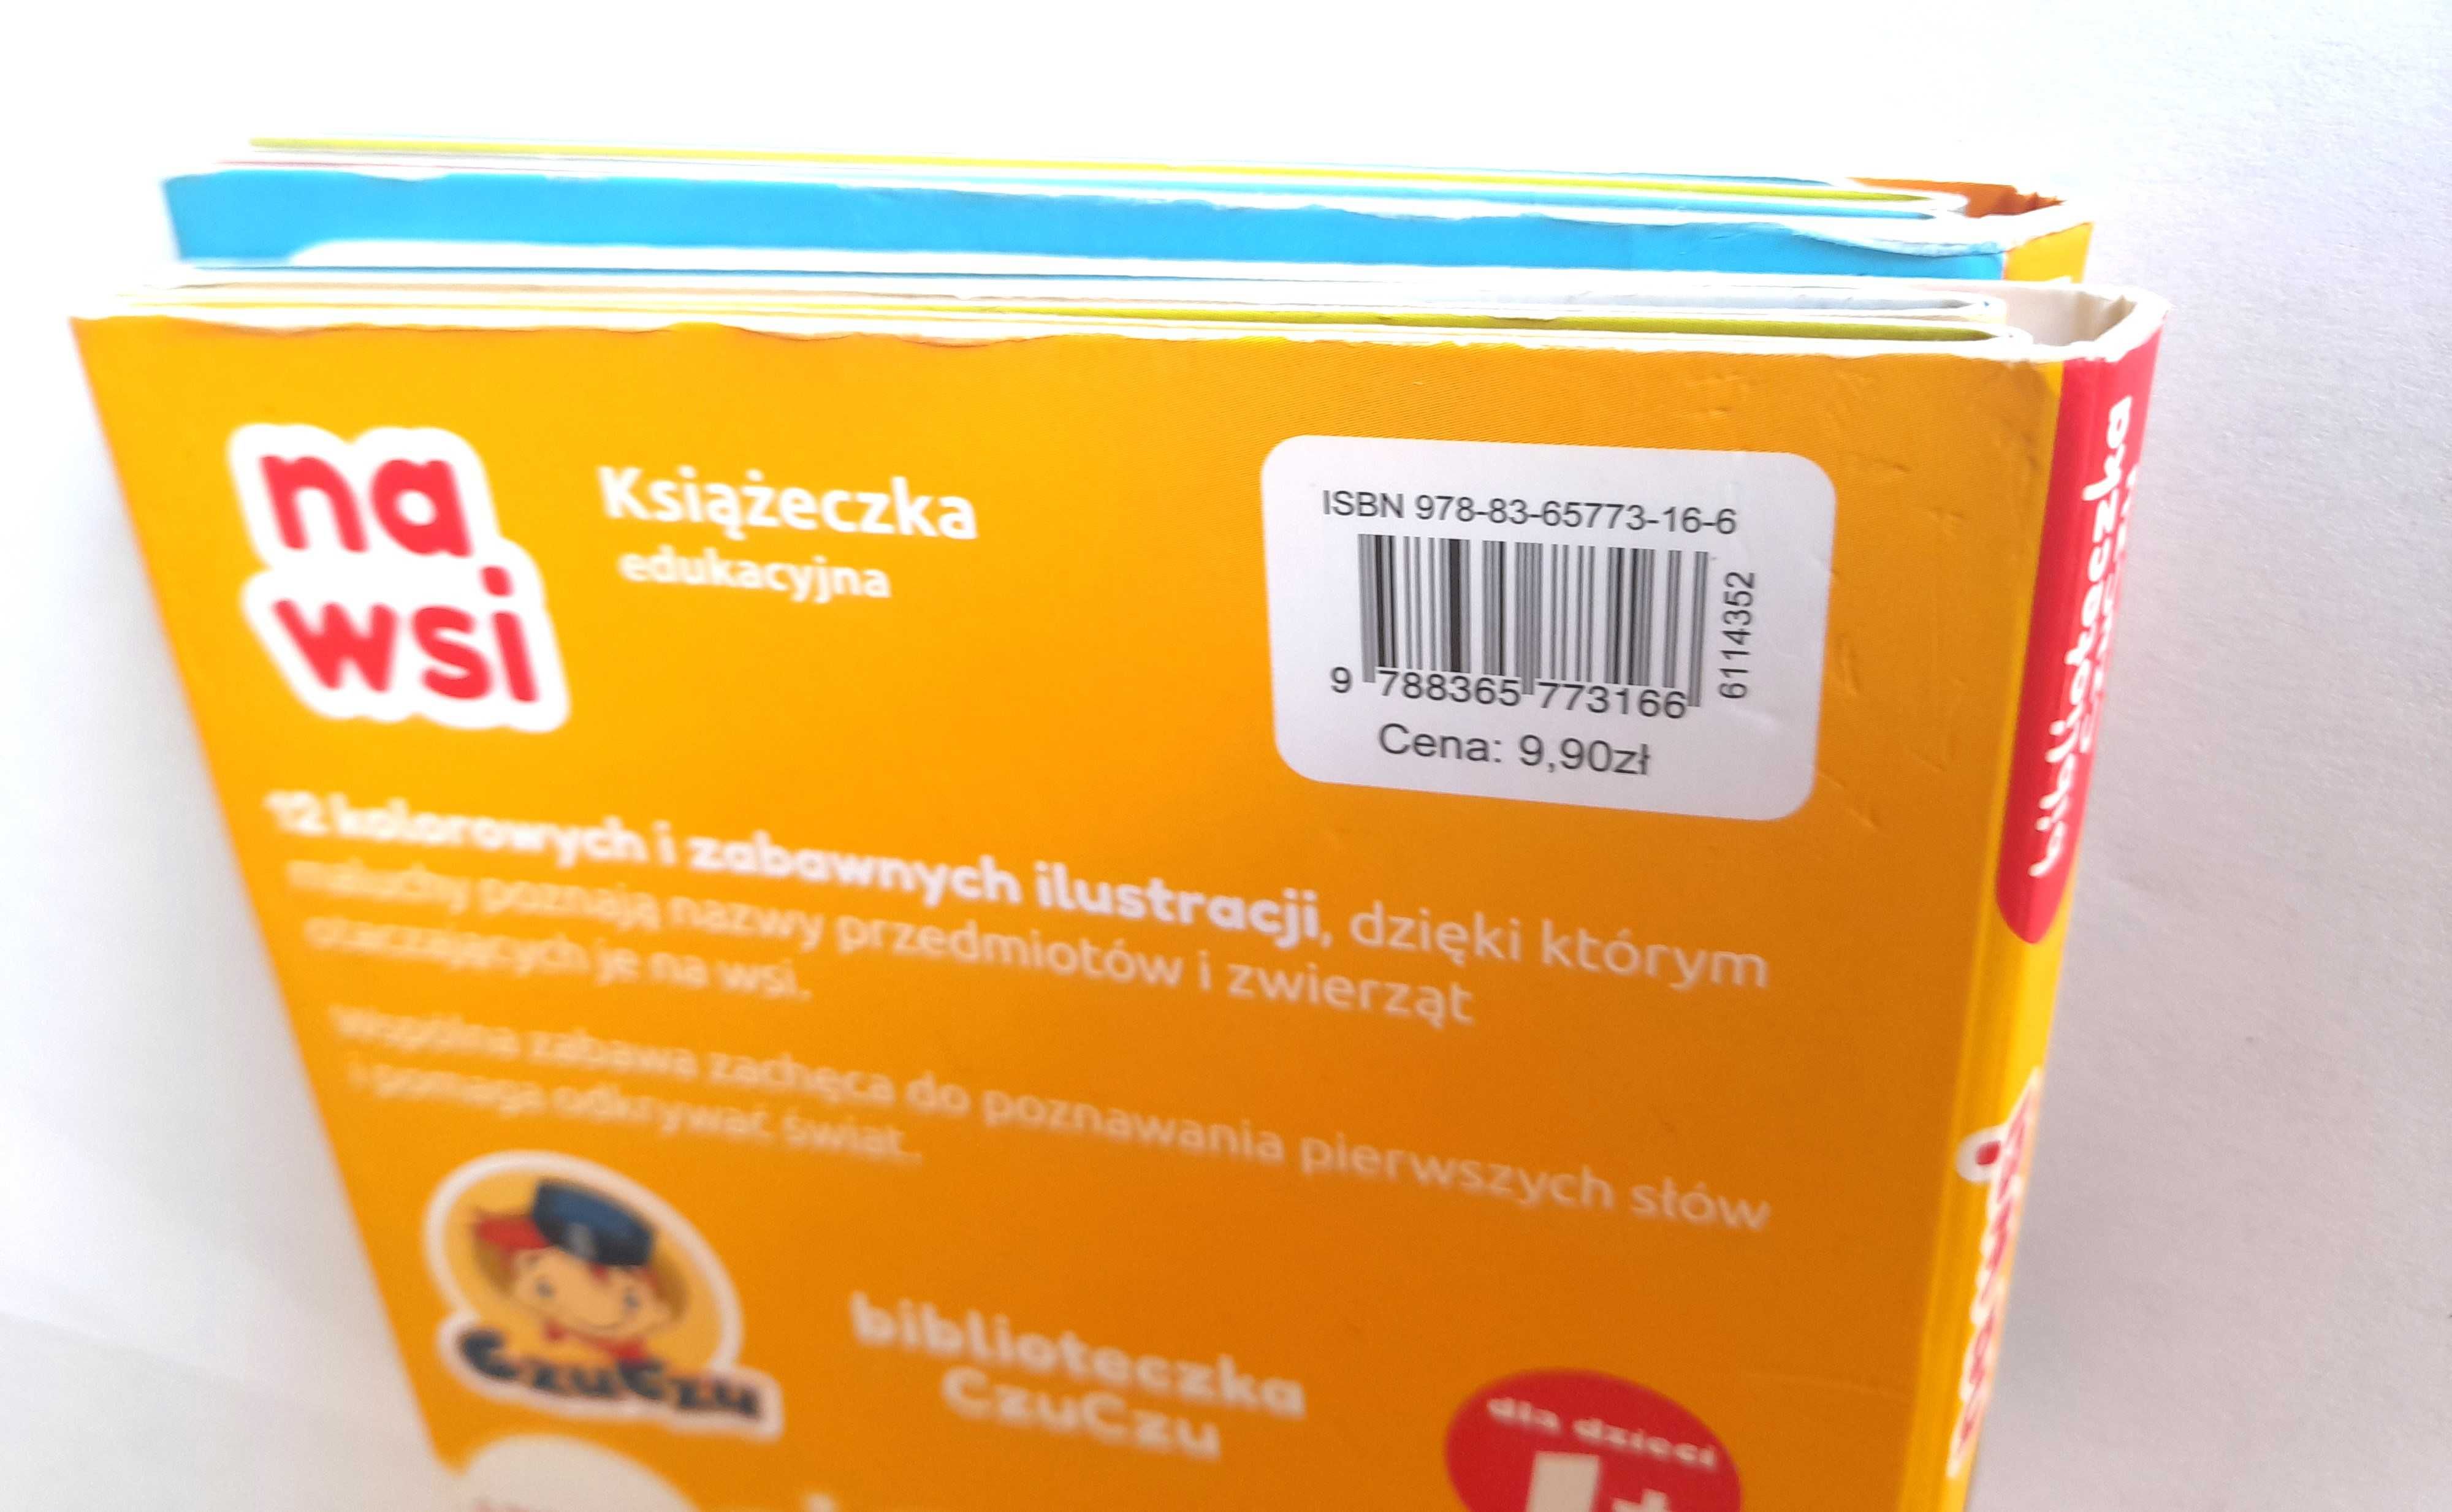 na
wsi
Książeczka
edukacyjna
ISBN 978-83-65773-16-6
6114352
9 788365 773166
Cena: 9,90zł
12 kolorowych i zabawnych ilustracji, dzięki którym
maluchy poznają nazwy przedmiotów i zwierząt
otaczających je na wsi.
Wspólna zabawa zachęca do poznawania pierwszych słów
i pomaga odkrywać świat.
CzuCzu
biblioteczka
CzuCzu
dla dzieci
1+
biblioteczka